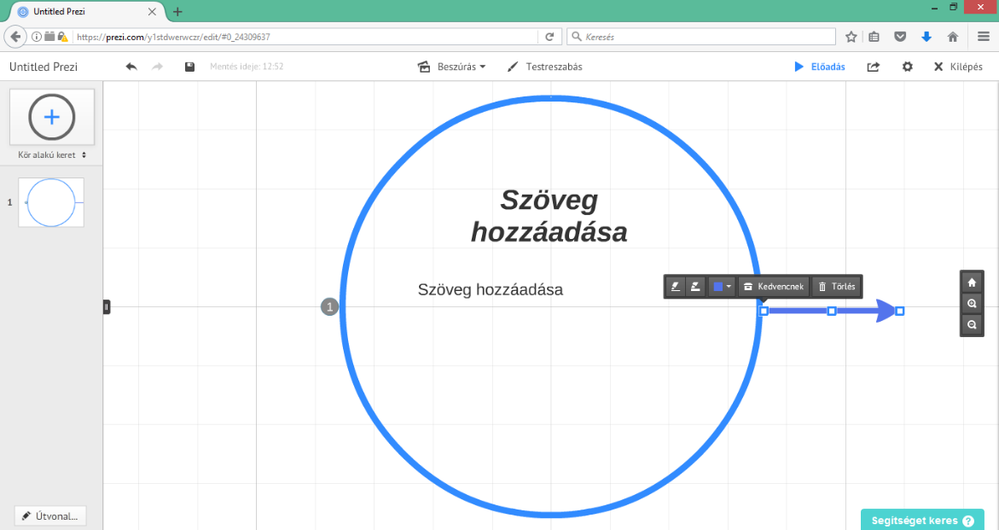 Untitled Prezi
https://prezi.com/y1stdwerwczr/edit/#0_24309637
Keresés
Untitled Prezi
Mentés ideje: 12:52
Beszúrás
Testreszabás
Előadás
Kilépés
Kör alakú keret
1
Szöveg
hozzáadása
Szöveg hozzáadása
1
Kedvencnek
Törlés
Útvonal...
Segítséget keres